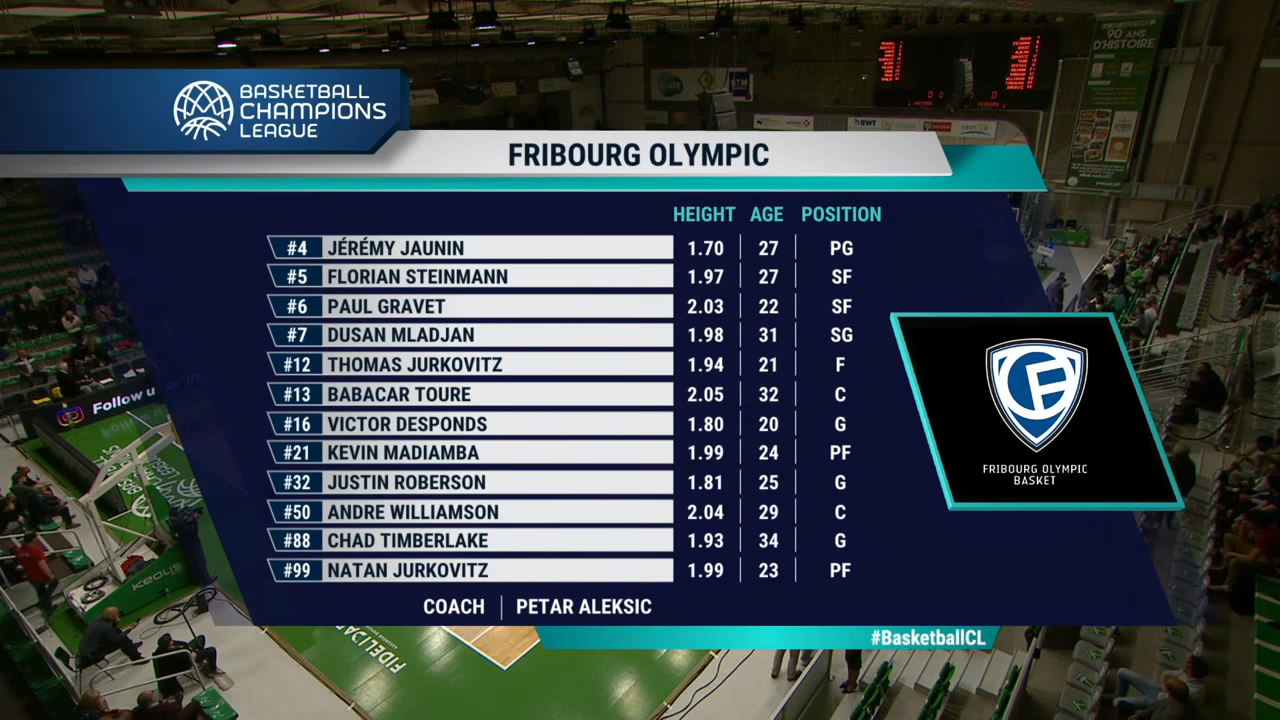 90 ANS
D'HISTOIRE
BASKETBALL
CHAMPIONS
LEAGUE
BWT
FRIBOURG OLYMPIC
HEIGHT AGE POSITION
#4 JÉRÉMY JAUNIN 1.70 27 PG
#5 FLORIAN STEINMANN 1.97 27 SF
#6 PAUL GRAVET 2.03 22 SF
#7 DUSAN MLADJAN 1.98 31 SG
#12 THOMAS JURKOVITZ 1.94 21 F
#13 BABACAR TOURE 2.05 32 C
#16 VICTOR DESPONDS 1.80 20 G
#21 KEVIN MADIAMBA 1.99 24 PF
#32 JUSTIN ROBERSON 1.81 25 G
#50 ANDRE WILLIAMSON 2.04 29 C
#88 CHAD TIMBERLAKE 1.93 34 G
#99 NATAN JURKOVITZ 1.99 23 PF
COACH PETAR ALEKSIC
FRIBOURG OLYMPIC
BASKET
Follow u
KEOLIS
#BasketballCL